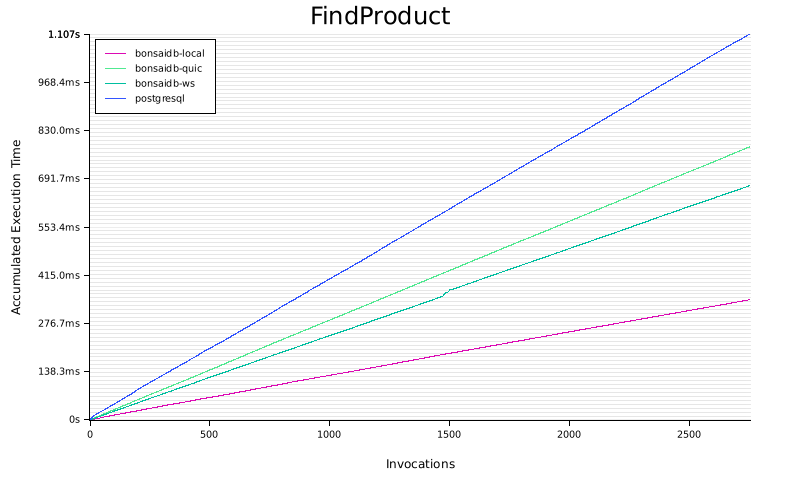 FindProduct
1.107s
968.4ms
830.0ms
691.7ms
553.4ms
415.0ms
276.7ms
138.3ms
0s
bonsaidb-local
bonsaidb-quic
bonsaidb-ws
postgresql
Accumulated Execution Time
0 500 1000 1500 2000 2500
Invocations